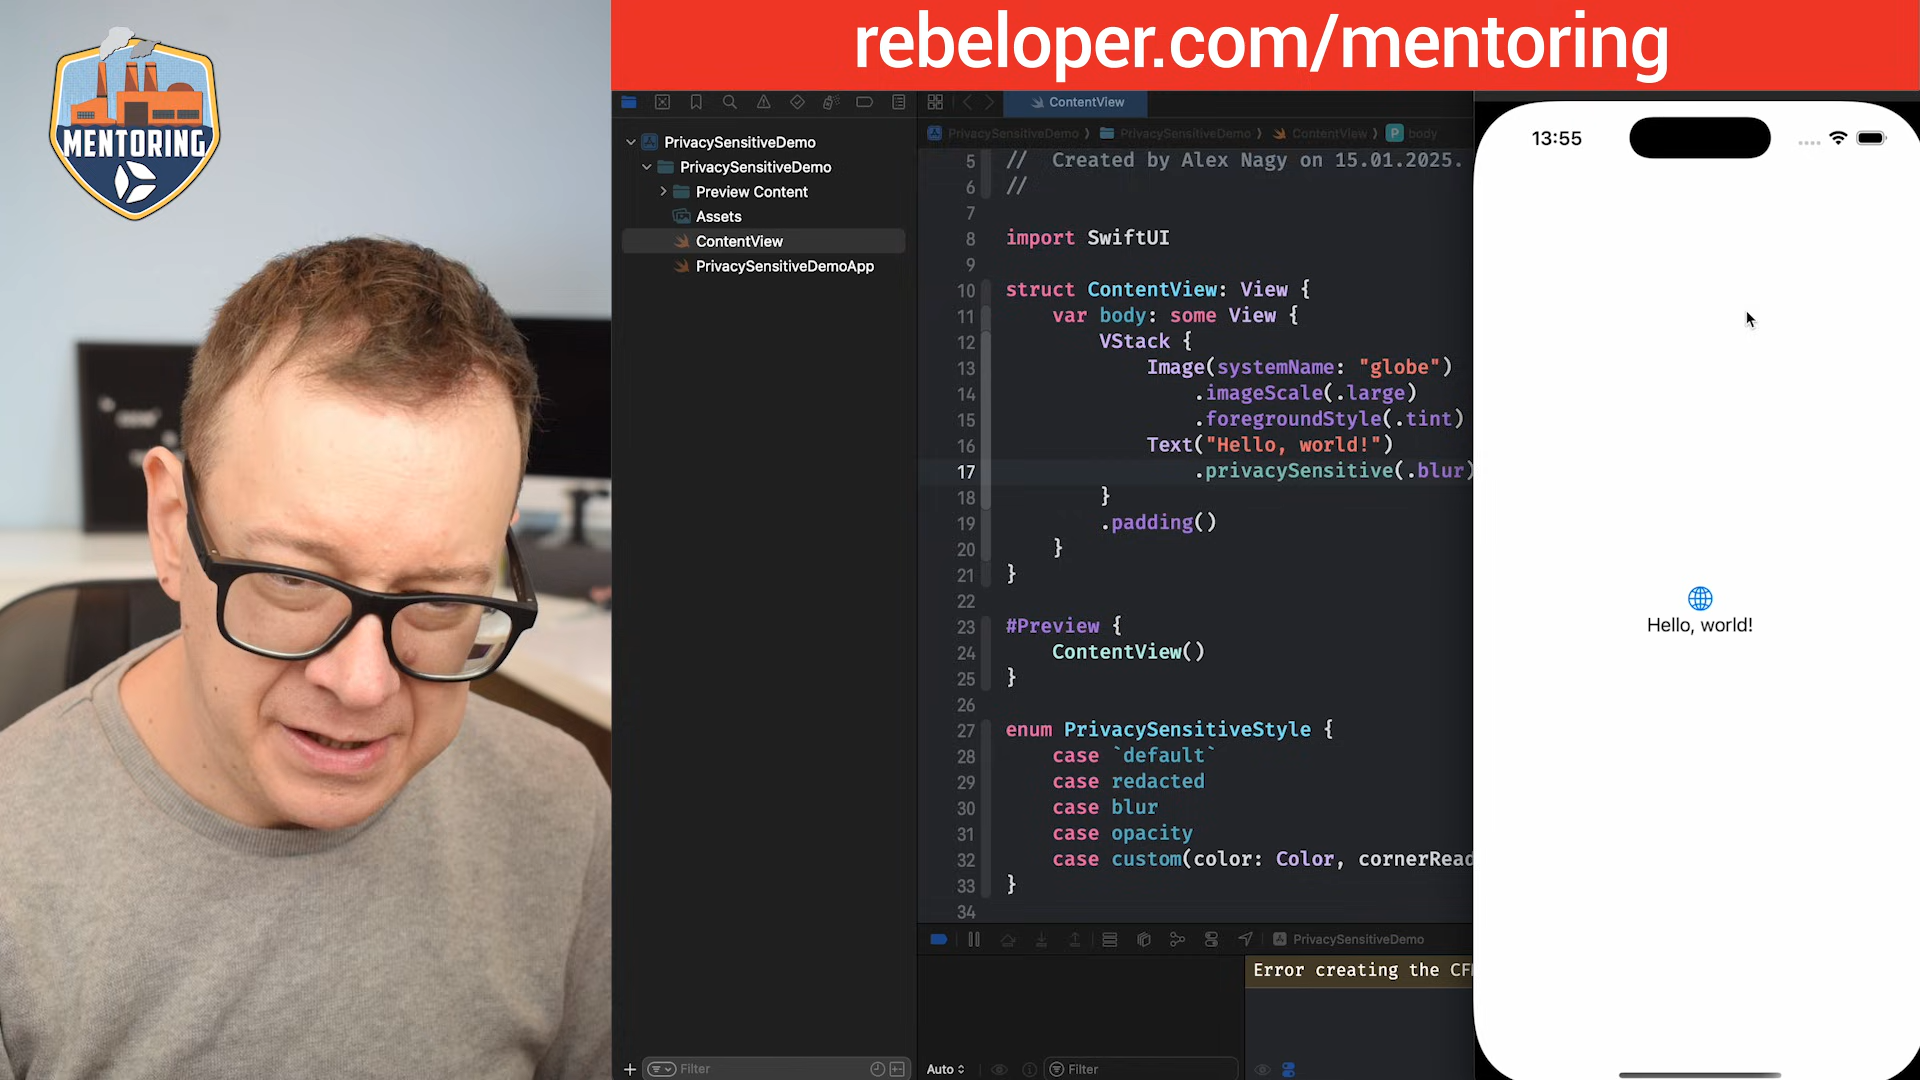 rebeloper.com/mentoring
MENTORING
ContentView
13:55
PrivacySensitiveDemo
PrivacySensitiveDemo
Preview Content
Assets
ContentView
PrivacySensitiveDemoApp
PrivacySensitiveDemo
PrivacySensitiveDemo
ContentView
P
body
5 // Created by Alex Nagy on 15.01.2025.
6 //
7
8 import SwiftUI
9
10 struct ContentView: View {
11 var body: some View {
12 VStack {
13 Image(systemName: "globe")
14 .imageScale(.large)
15 .foregroundStyle(.tint)
16 Text("Hello, world!")
17 .privacySensitive(.blur)
18 }
19 .padding()
20 }
21 }
22
23 #Preview {
24 ContentView()
25 }
26
27 enum PrivacySensitiveStyle {
28 case `default`
29 case redacted
30 case blur
31 case opacity
32 case custom(color: Color, cornerRead
33 }
34
Hello, world!
PrivacySensitiveDemo
Error creating the CF
Filter
Auto
Filter